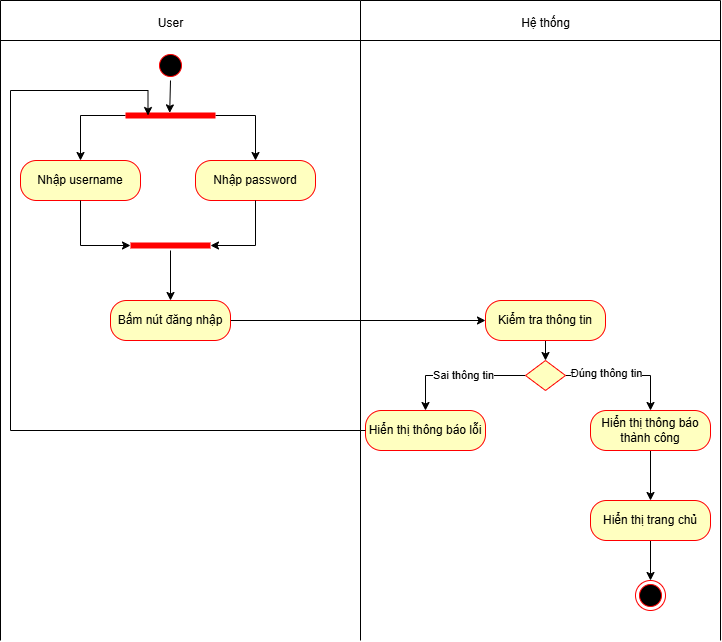 User
Hệ thống
Nhập username
Nhập password
Bấm nút đăng nhập
Kiểm tra thông tin
Sai thông tin
Đúng thông tin
Hiển thị thông báo lỗi
Hiển thị thông báo
thành công
Hiển thị trang chủ